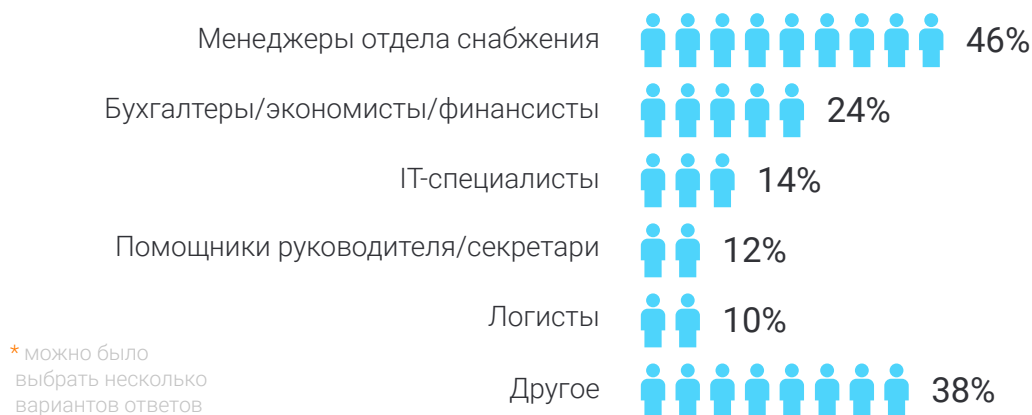 Менеджеры отдела снабжения 46%
Бухгалтеры/экономисты/финансисты 24%
IT-специалисты 14%
Помощники руководителя/секретари 12%
Логисты 10%
Другое 38%
* можно было
выбрать несколько
вариантов ответов